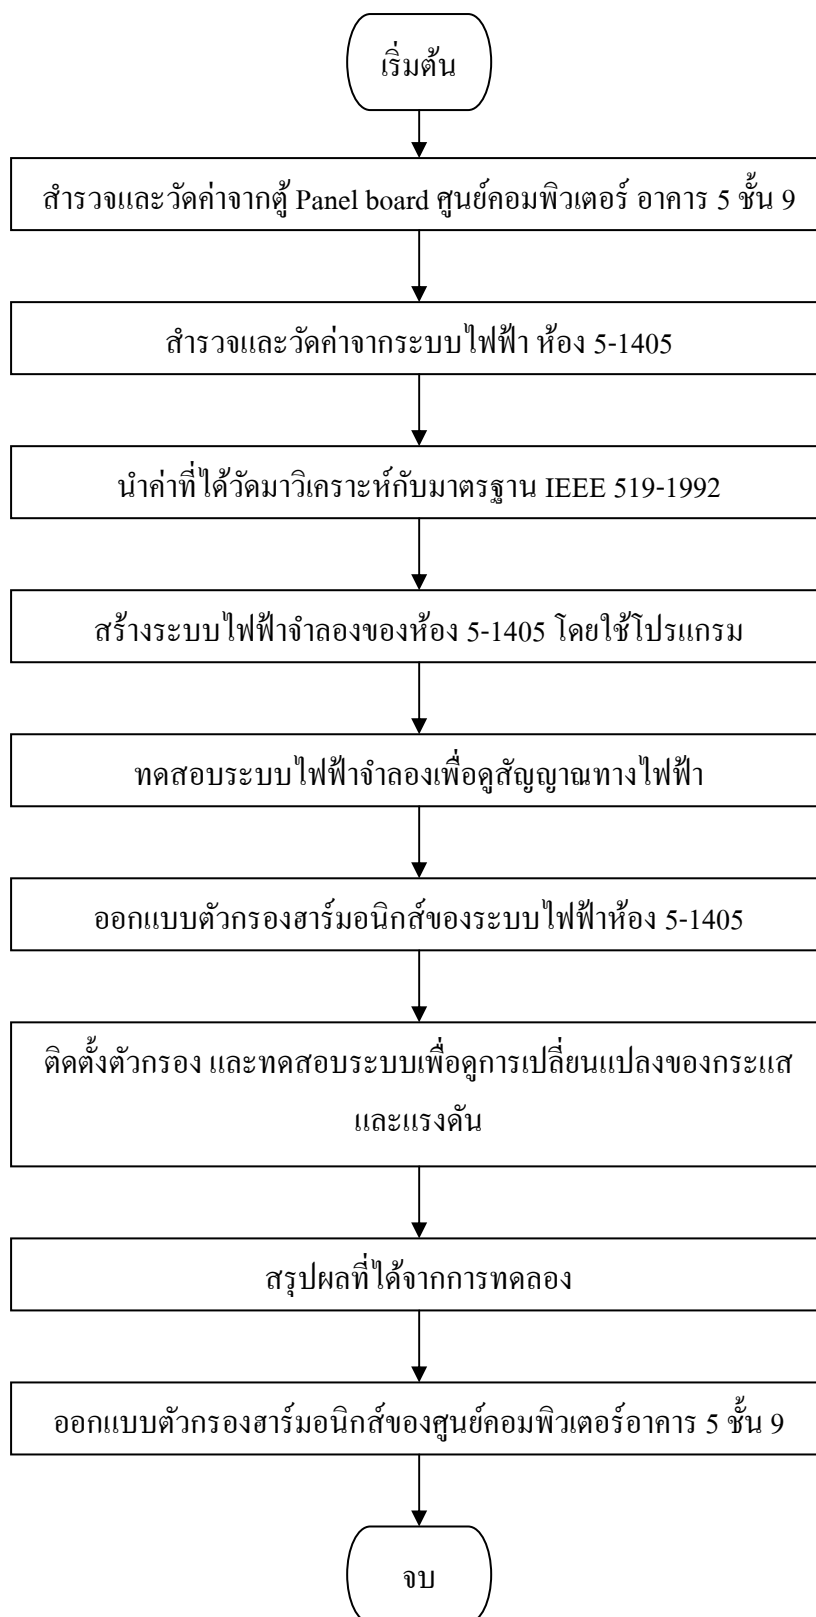 เริ่มต้น
สำรวจและวัดค่าจากตู้ Panel board ศูนย์คอมพิวเตอร์ อาคาร 5 ชั้น 9
สำรวจและวัดค่าจากระบบไฟฟ้า ห้อง 5-1405
นำค่าที่ได้วัดมาวิเคราะห์กับมาตรฐาน IEEE 519-1992
สร้างระบบไฟฟ้าจำลองของห้อง 5-1405 โดยใช้โปรแกรม
ทดสอบระบบไฟฟ้าจำลองเพื่อดูสัญญาณทางไฟฟ้า
ออกแบบตัวกรองฮาร์มอนิกส์ของระบบไฟฟ้าห้อง 5-1405
ติดตั้งตัวกรอง และทดสอบระบบเพื่อดูการเปลี่ยนแปลงของกระแส
และแรงดัน
สรุปผลที่ได้จากการทดลอง
ออกแบบตัวกรองฮาร์มอนิกส์ของศูนย์คอมพิวเตอร์อาคาร 5 ชั้น 9
จบ